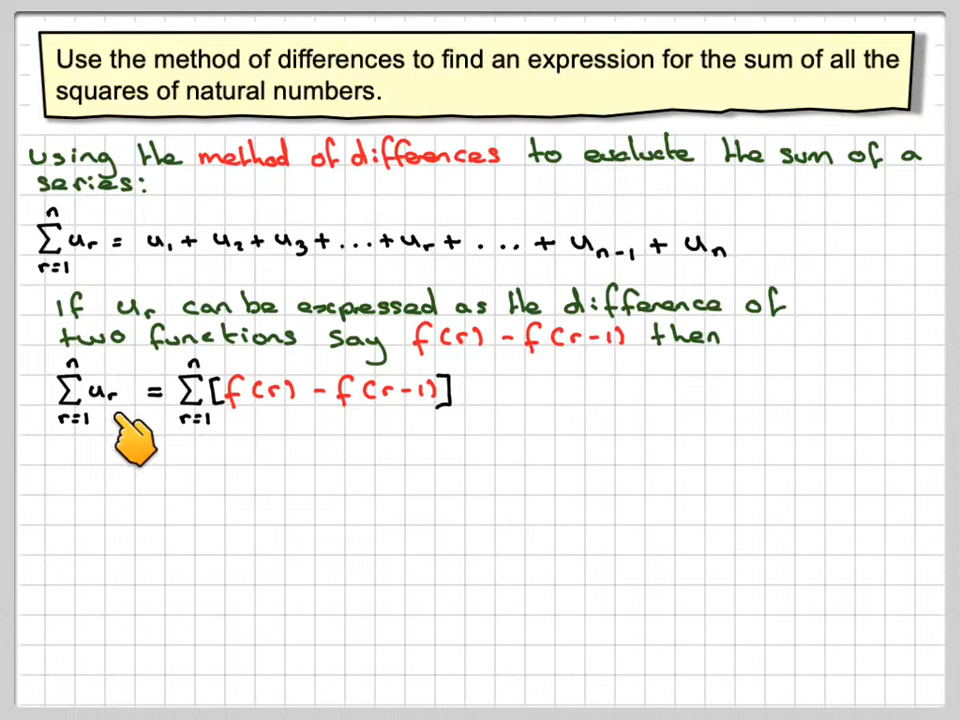 Use the method of differences to find an expression for the sum of all the
squares of natural numbers.
Using the method of differences to evaluate the sum of a
series:
\sum_{r=1}^{n} u_r = u_1 + u_2 + u_3 + ... + u_r + ... + u_{n-1} + u_n
If u_r can be expressed as the difference of
two functions say f(r) - f(r-1) then
\sum_{r=1}^{n} u_r = \sum_{r=1}^{n} [f(r) - f(r-1)]